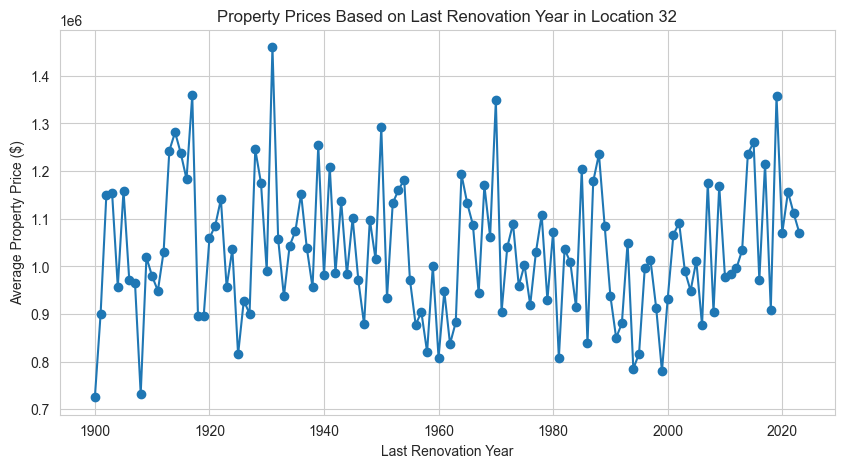 Property Prices Based on Last Renovation Year in Location 32
1e6
1.4
1.3
1.2
1.1
1.0
0.9
0.8
0.7
Average Property Price ($)
1900 1920 1940 1960 1980 2000 2020
Last Renovation Year